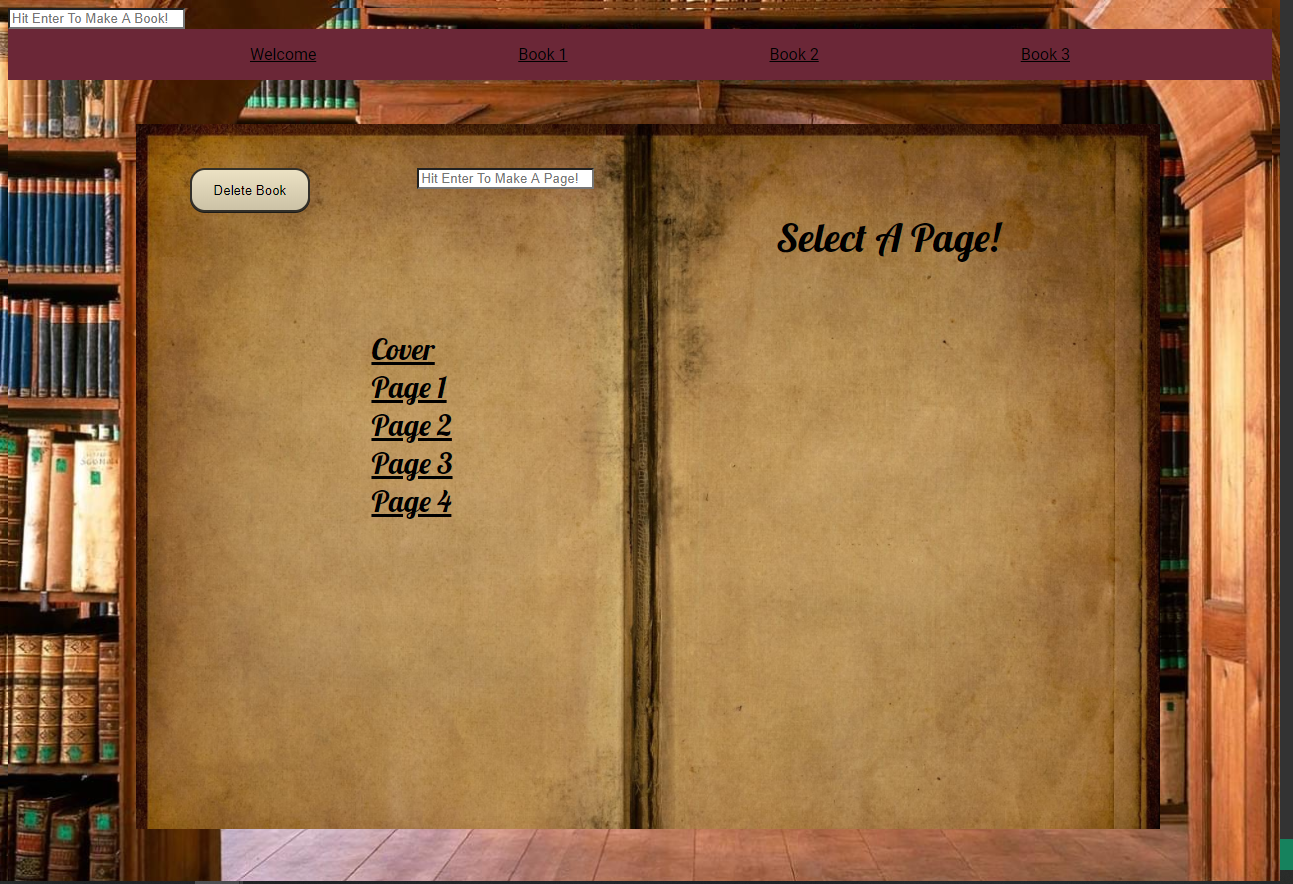 Hit Enter To Make A Book!
Welcome Book 1 Book 2 Book 3
Delete Book
Hit Enter To Make A Page!
Select A Page!
Cover
Page 1
Page 2
Page 3
Page 4